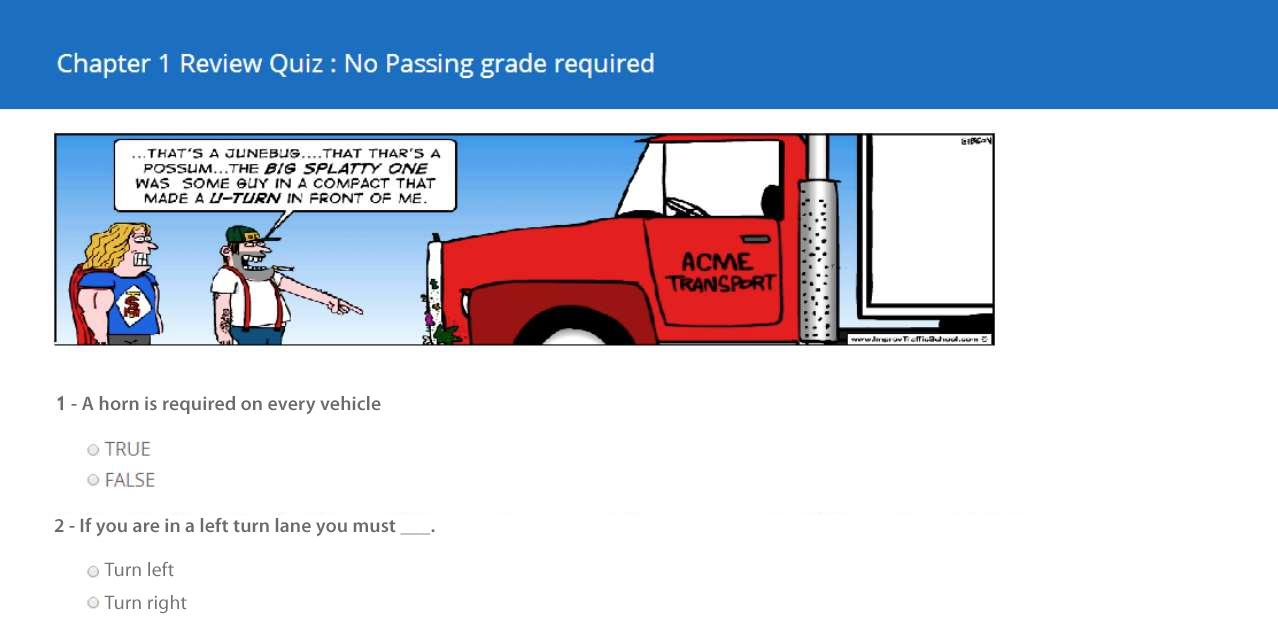 Chapter 1 Review Quiz : No Passing grade required
...THAT'S A JUNEBUG....THAT THAR'S A
POSSUM...THE BIG SPLATTY ONE
WAS SOME GUY IN A COMPACT THAT
MADE A U-TURN IN FRONT OF ME.
ACME
TRANSPORT
www.ImprovTrafficSchool.com ©
1 - A horn is required on every vehicle
TRUE
FALSE
2 - If you are in a left turn lane you must ___.
Turn left
Turn right